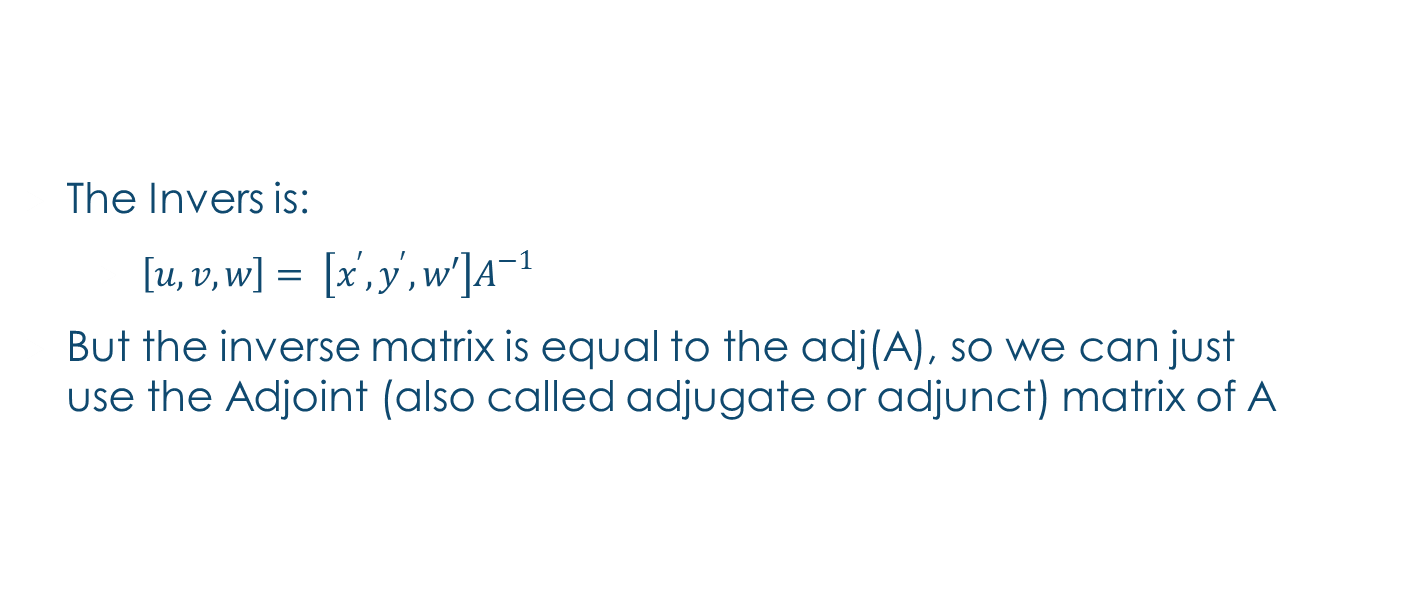 The Invers is:
[u, v, w] = [x′, y′, w′]A⁻¹
But the inverse matrix is equal to the adj(A), so we can just
use the Adjoint (also called adjugate or adjunct) matrix of A